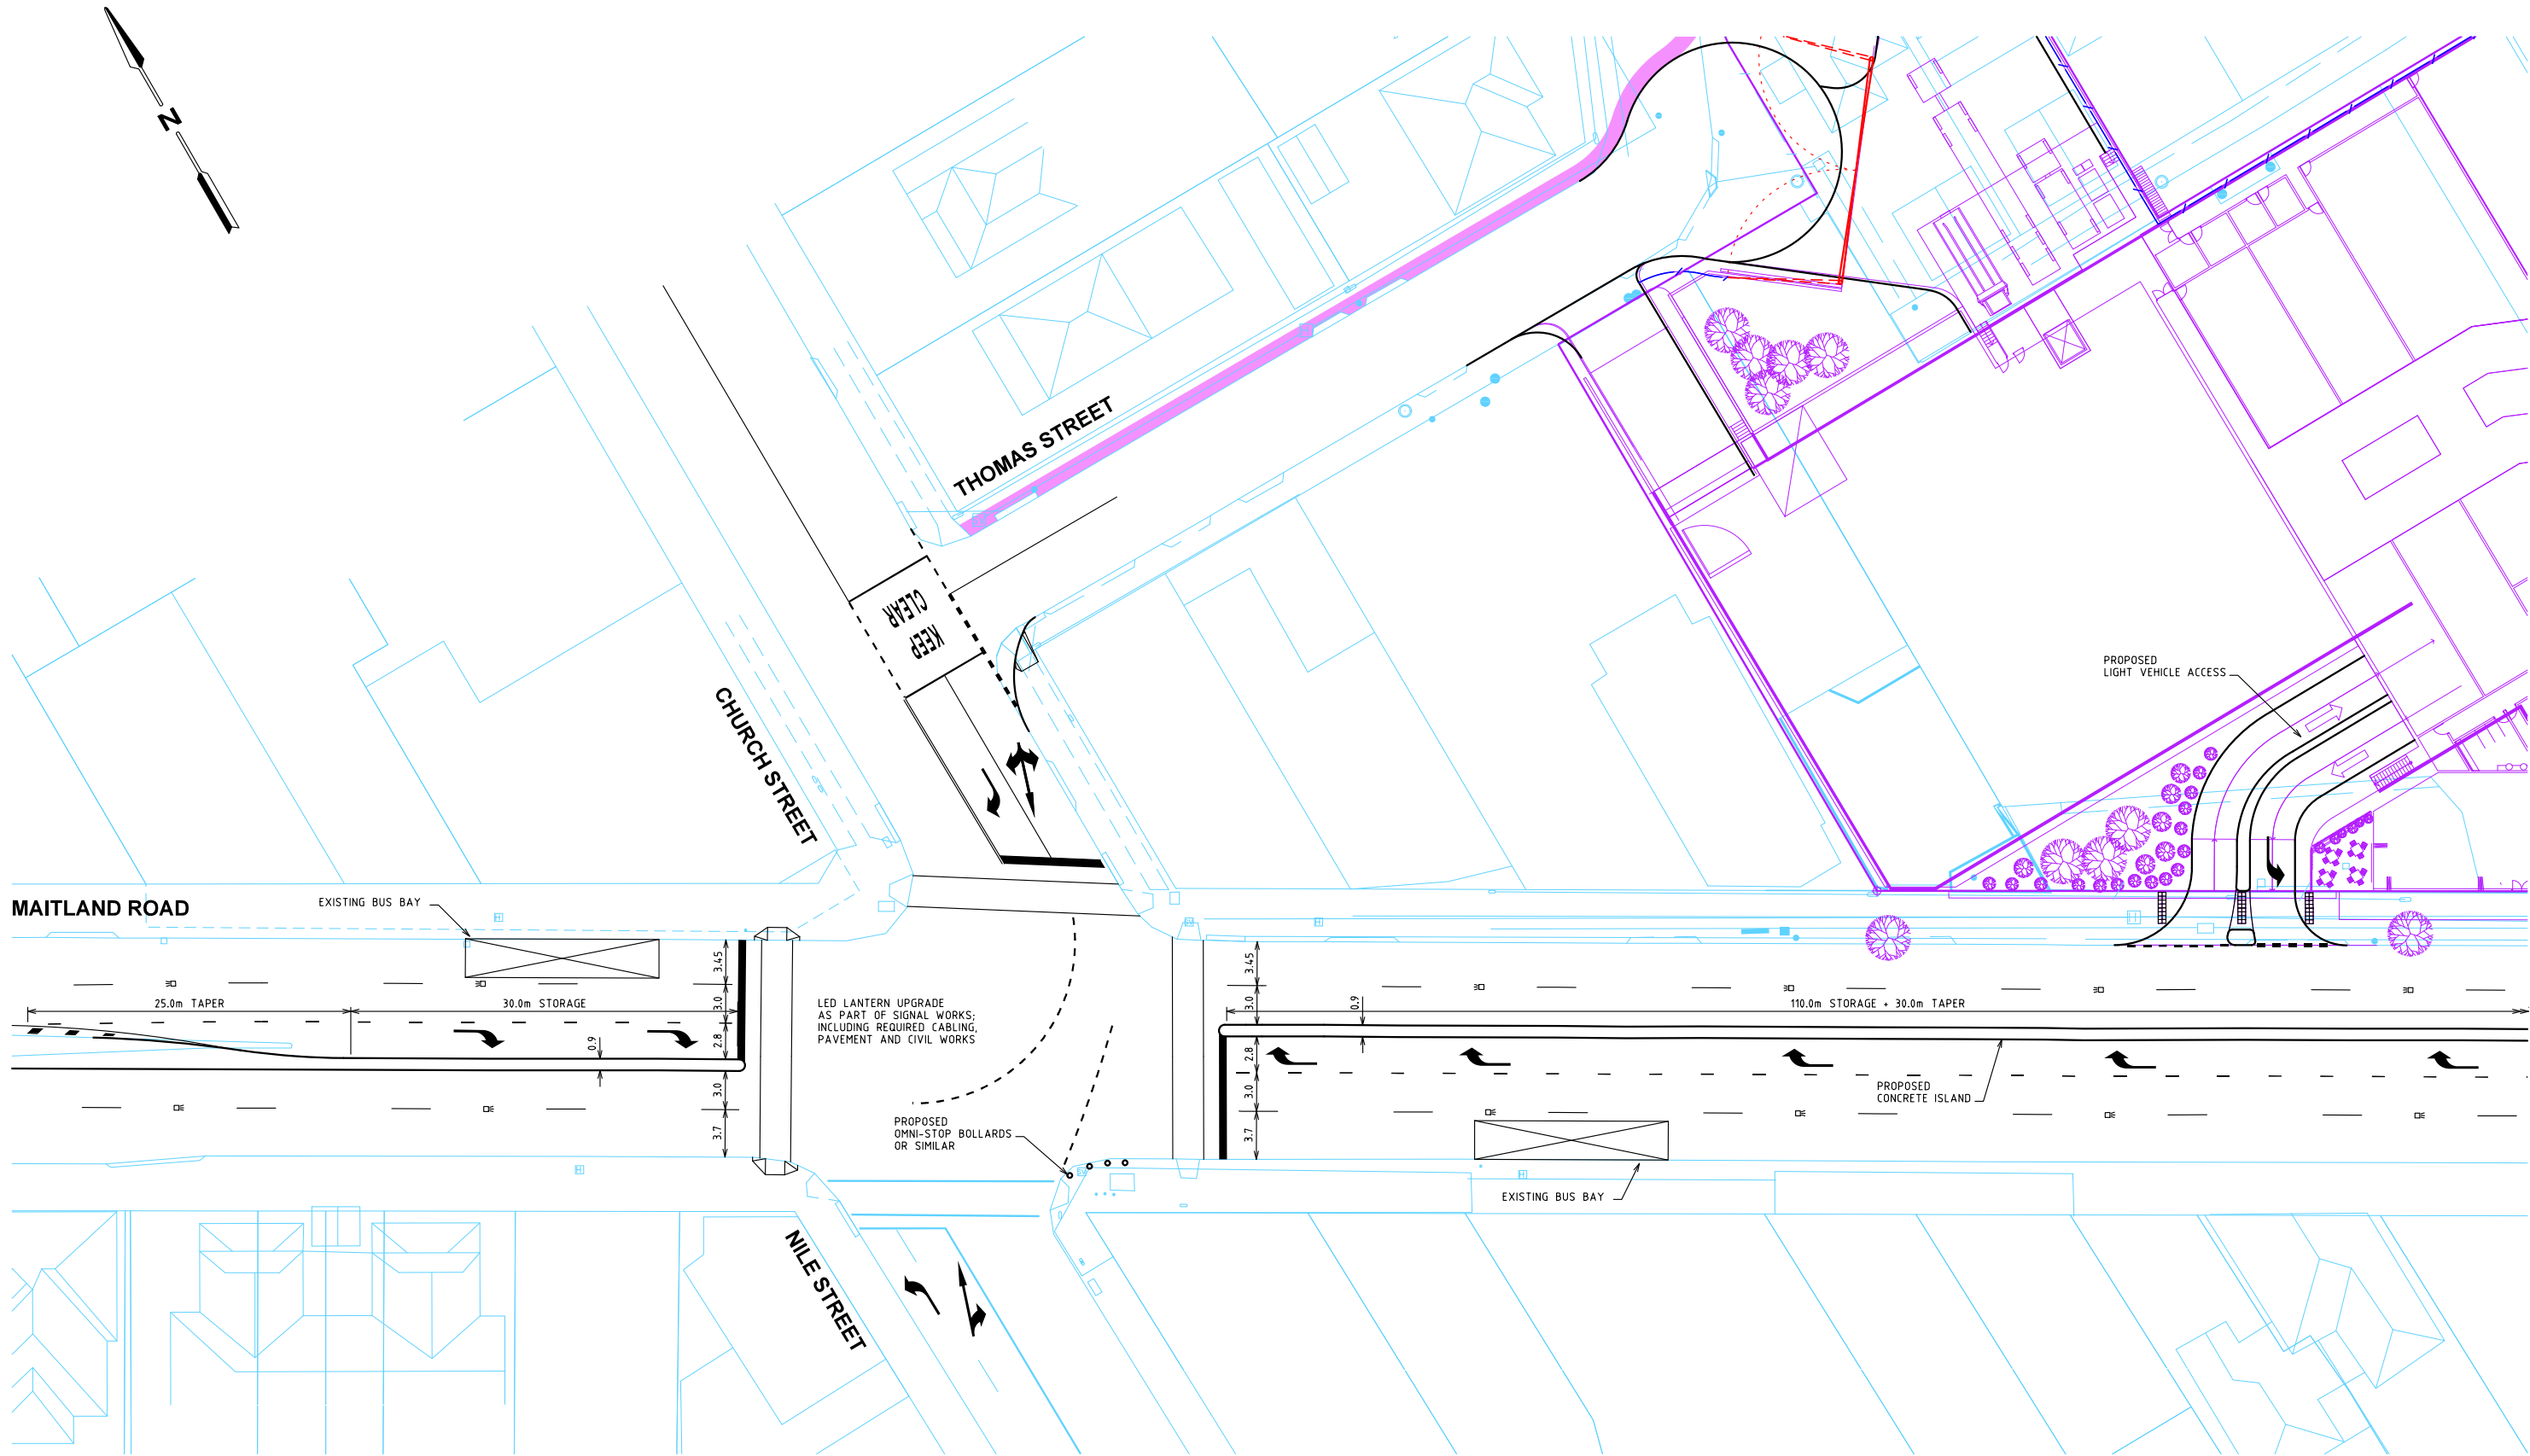 N
THOMAS STREET
KEEP
CLEAR
CHURCH STREET
PROPOSED
LIGHT VEHICLE ACCESS
MAITLAND ROAD
EXISTING BUS BAY
3.45
3.0
2.8
3.0
3.7
25.0m TAPER
30.0m STORAGE
0.9
LED LANTERN UPGRADE
AS PART OF SIGNAL WORKS;
INCLUDING REQUIRED CABLING,
PAVEMENT AND CIVIL WORKS
3.45
3.0
2.8
3.0
3.7
0.9
110.0m STORAGE + 30.0m TAPER
PROPOSED
CONCRETE ISLAND
PROPOSED
OMNI-STOP BOLLARDS
OR SIMILAR
EXISTING BUS BAY
NILE STREET